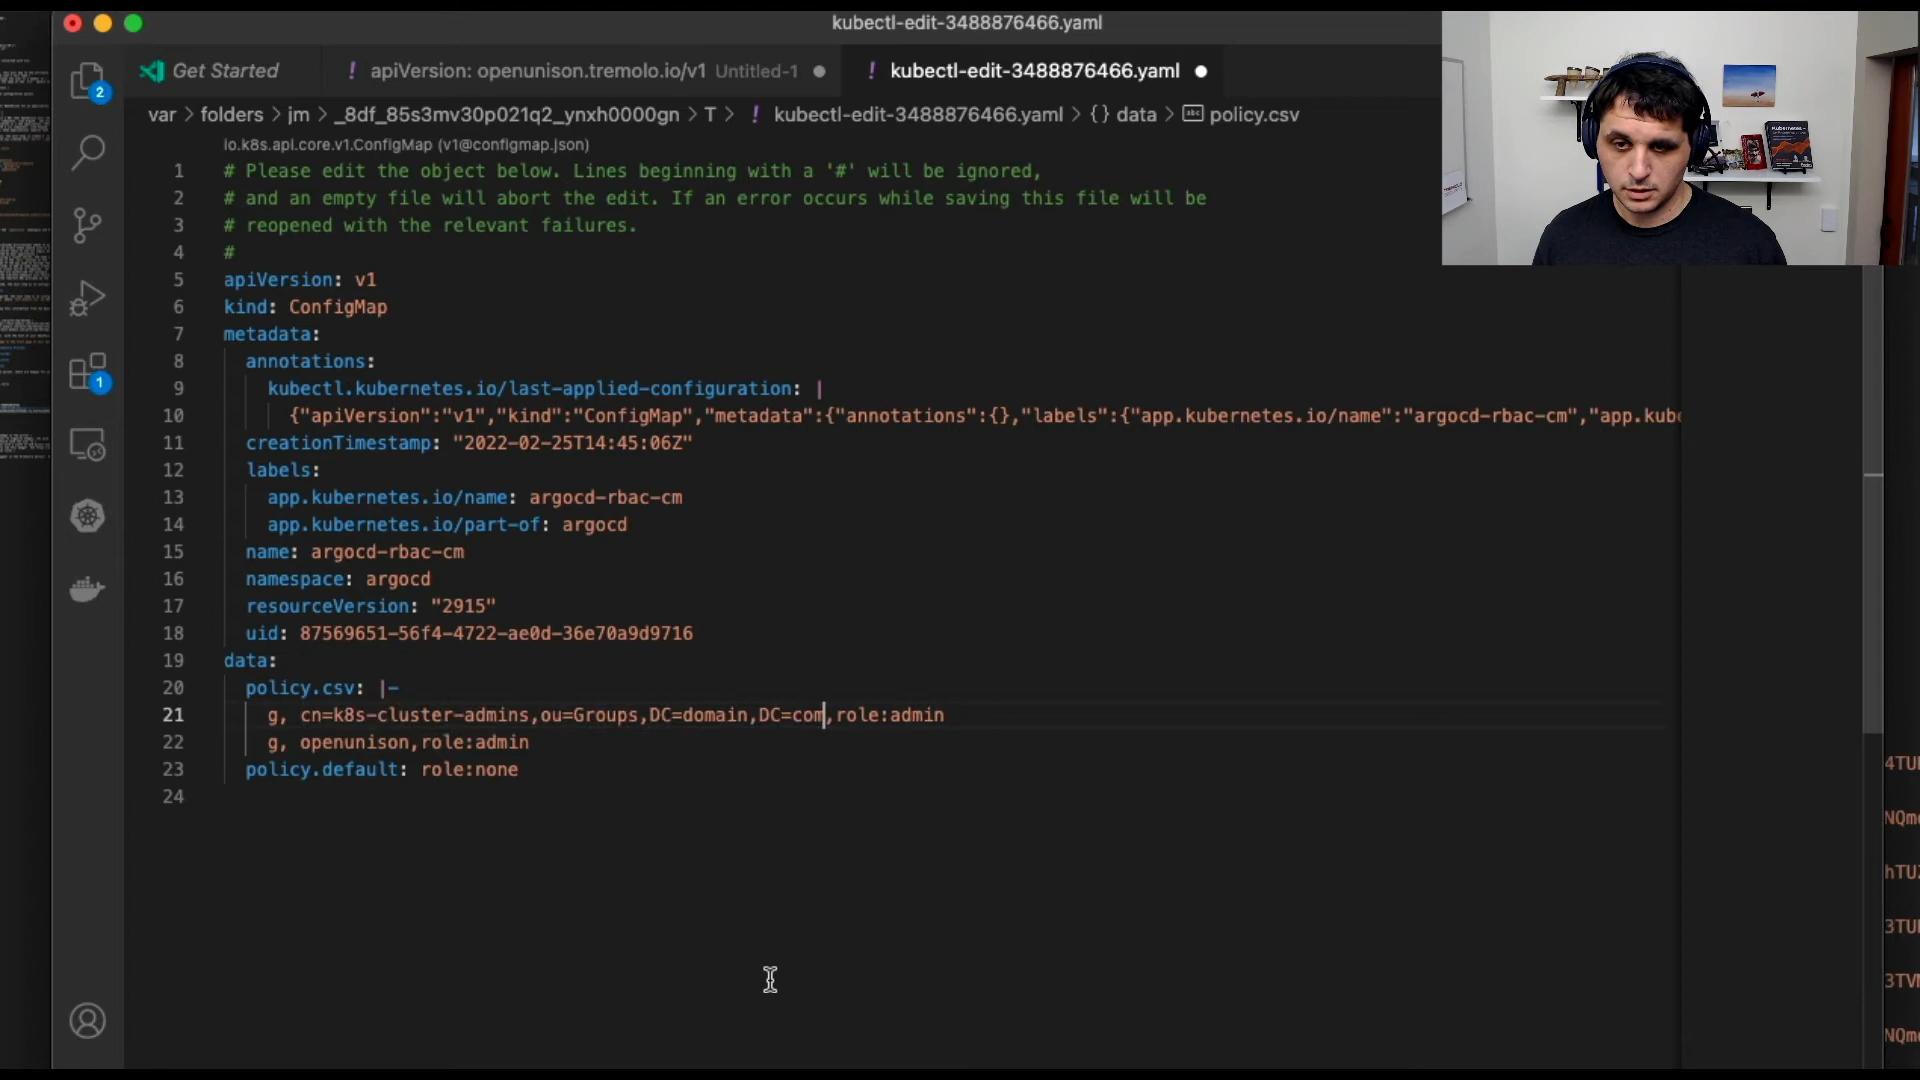 kubectl-edit-3488876466.yaml
Get Started
! apiVersion: openunison.tremolo.io/v1 Untitled-1 ●
! kubectl-edit-3488876466.yaml ●
var > folders > jm > _8df_85s3mv30p021q2_ynxh0000gn > T > ! kubectl-edit-3488876466.yaml > {} data > abc policy.csv
2
1
io.k8s.api.core.v1.ConfigMap (v1@configmap.json)
1 # Please edit the object below. Lines beginning with a '#' will be ignored,
2 # and an empty file will abort the edit. If an error occurs while saving this file will be
3 # reopened with the relevant failures.
4 #
5 apiVersion: v1
6 kind: ConfigMap
7 metadata:
8 annotations:
9 kubectl.kubernetes.io/last-applied-configuration: |
10 {"apiVersion":"v1","kind":"ConfigMap","metadata":{"annotations":{},"labels":{"app.kubernetes.io/name":"argocd-rbac-cm","app.kube
11 creationTimestamp: "2022-02-25T14:45:06Z"
12 labels:
13 app.kubernetes.io/name: argocd-rbac-cm
14 app.kubernetes.io/part-of: argocd
15 name: argocd-rbac-cm
16 namespace: argocd
17 resourceVersion: "2915"
18 uid: 87569651-56f4-4722-ae0d-36e70a9d9716
19 data:
20 policy.csv: |-
21 g, cn=k8s-cluster-admins,ou=Groups,DC=domain,DC=com,role:admin
22 g, openunison,role:admin
23 policy.default: role:none
24
Kubernetes